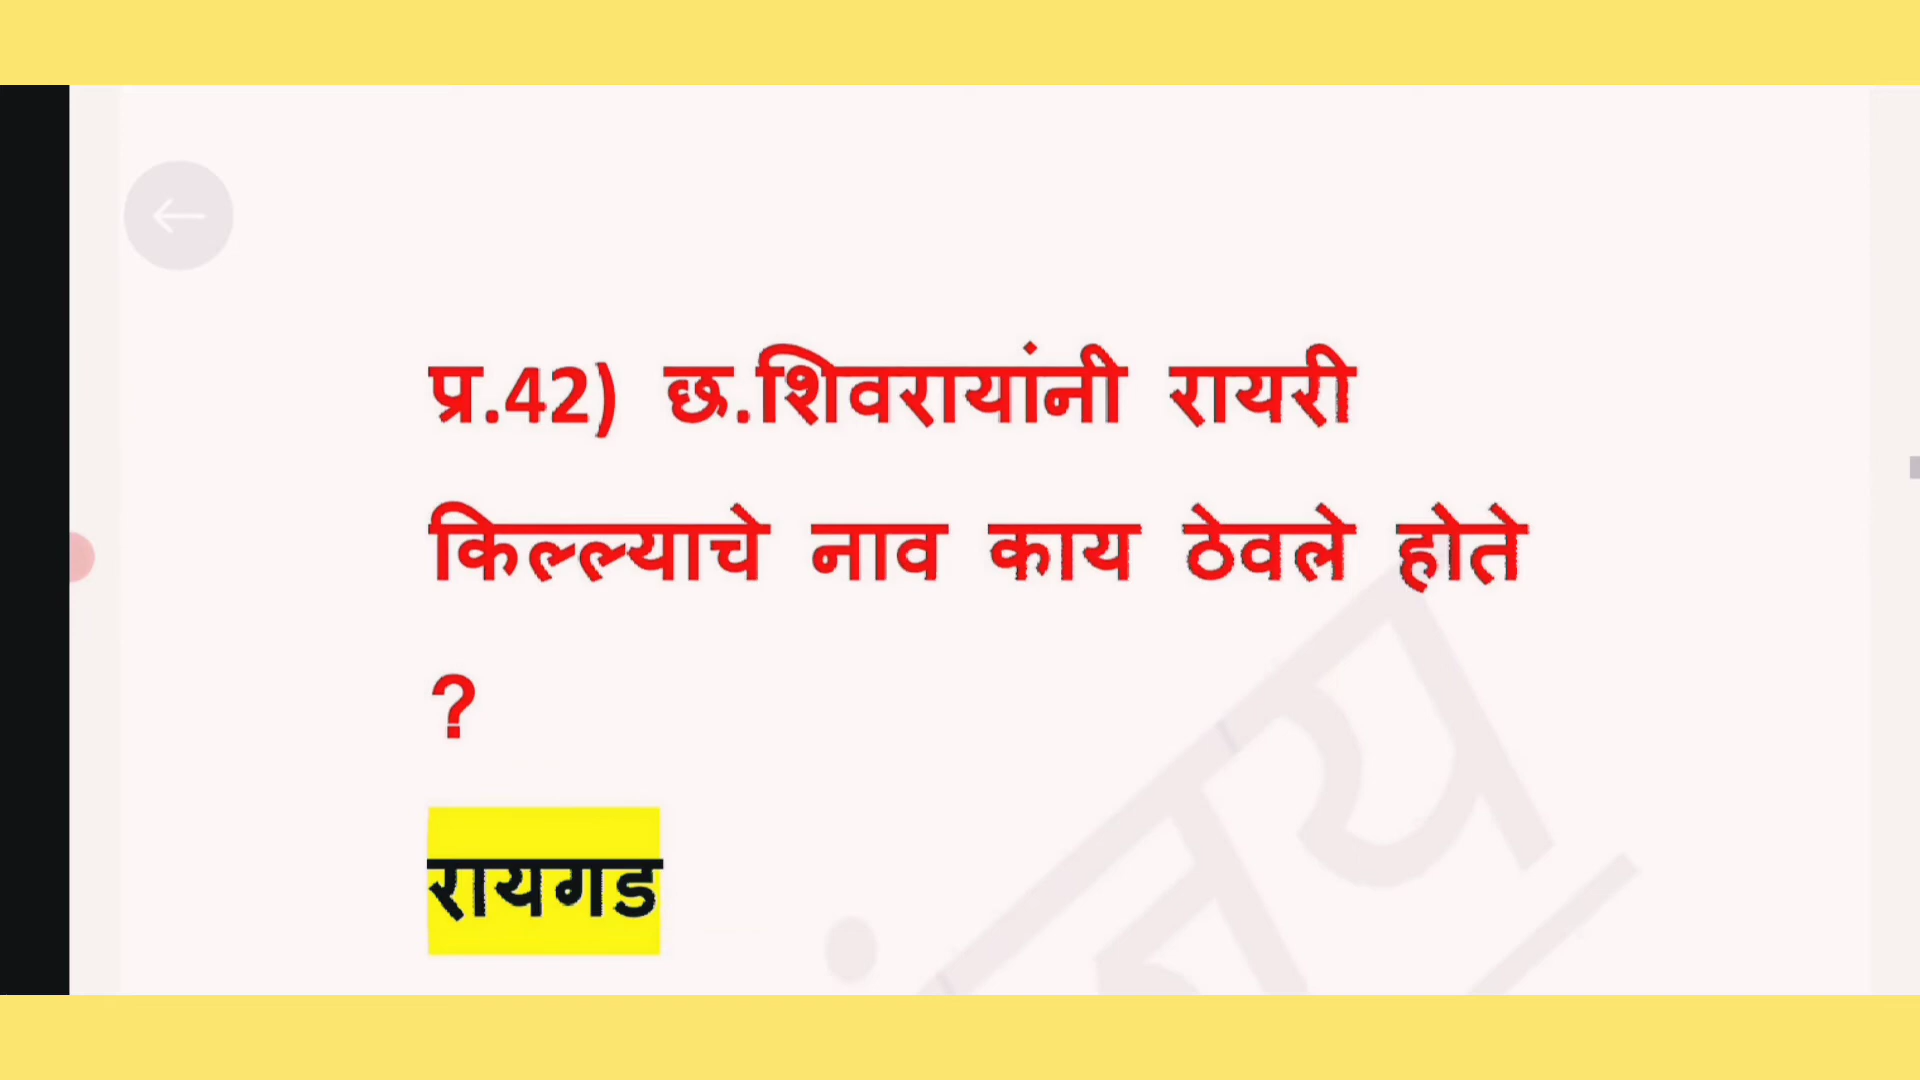 प्र.42) छ.शिवरायांनी रायरी
किल्ल्याचे नाव काय ठेवले होते
?
रायगड